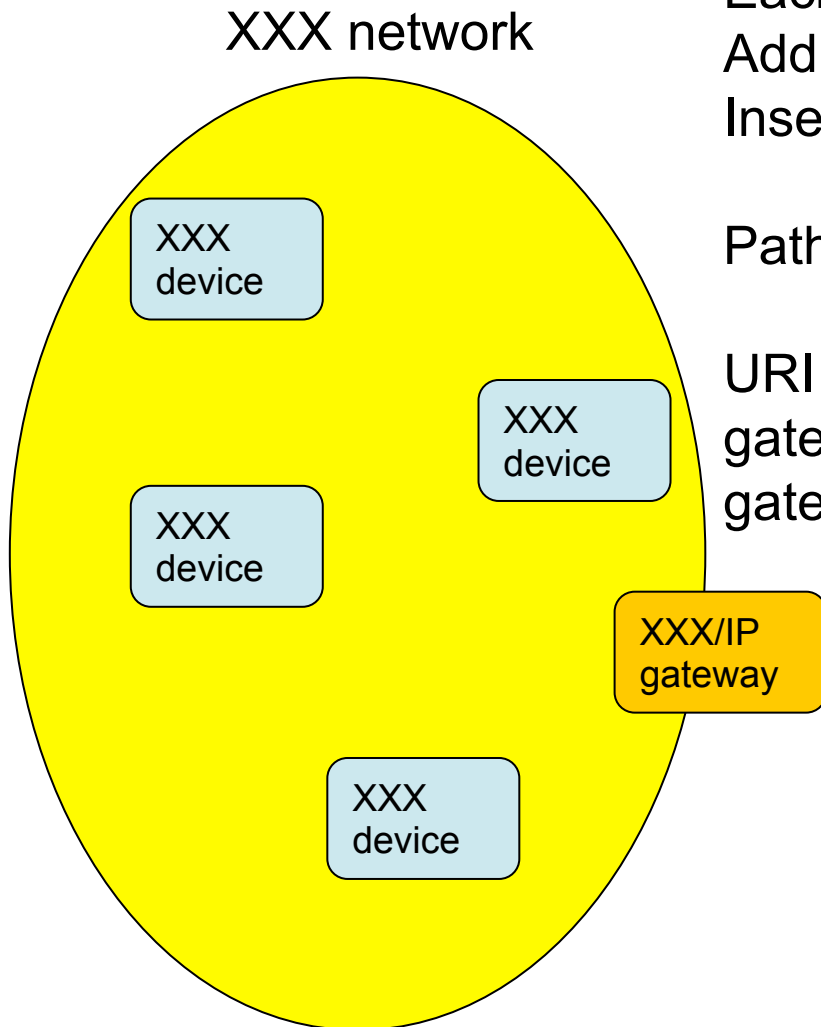 XXX network
XXX
device
XXX
device
XXX
device
XXX/IP
gateway
XXX
device
Add
Inse
Path
URI
gate
gate